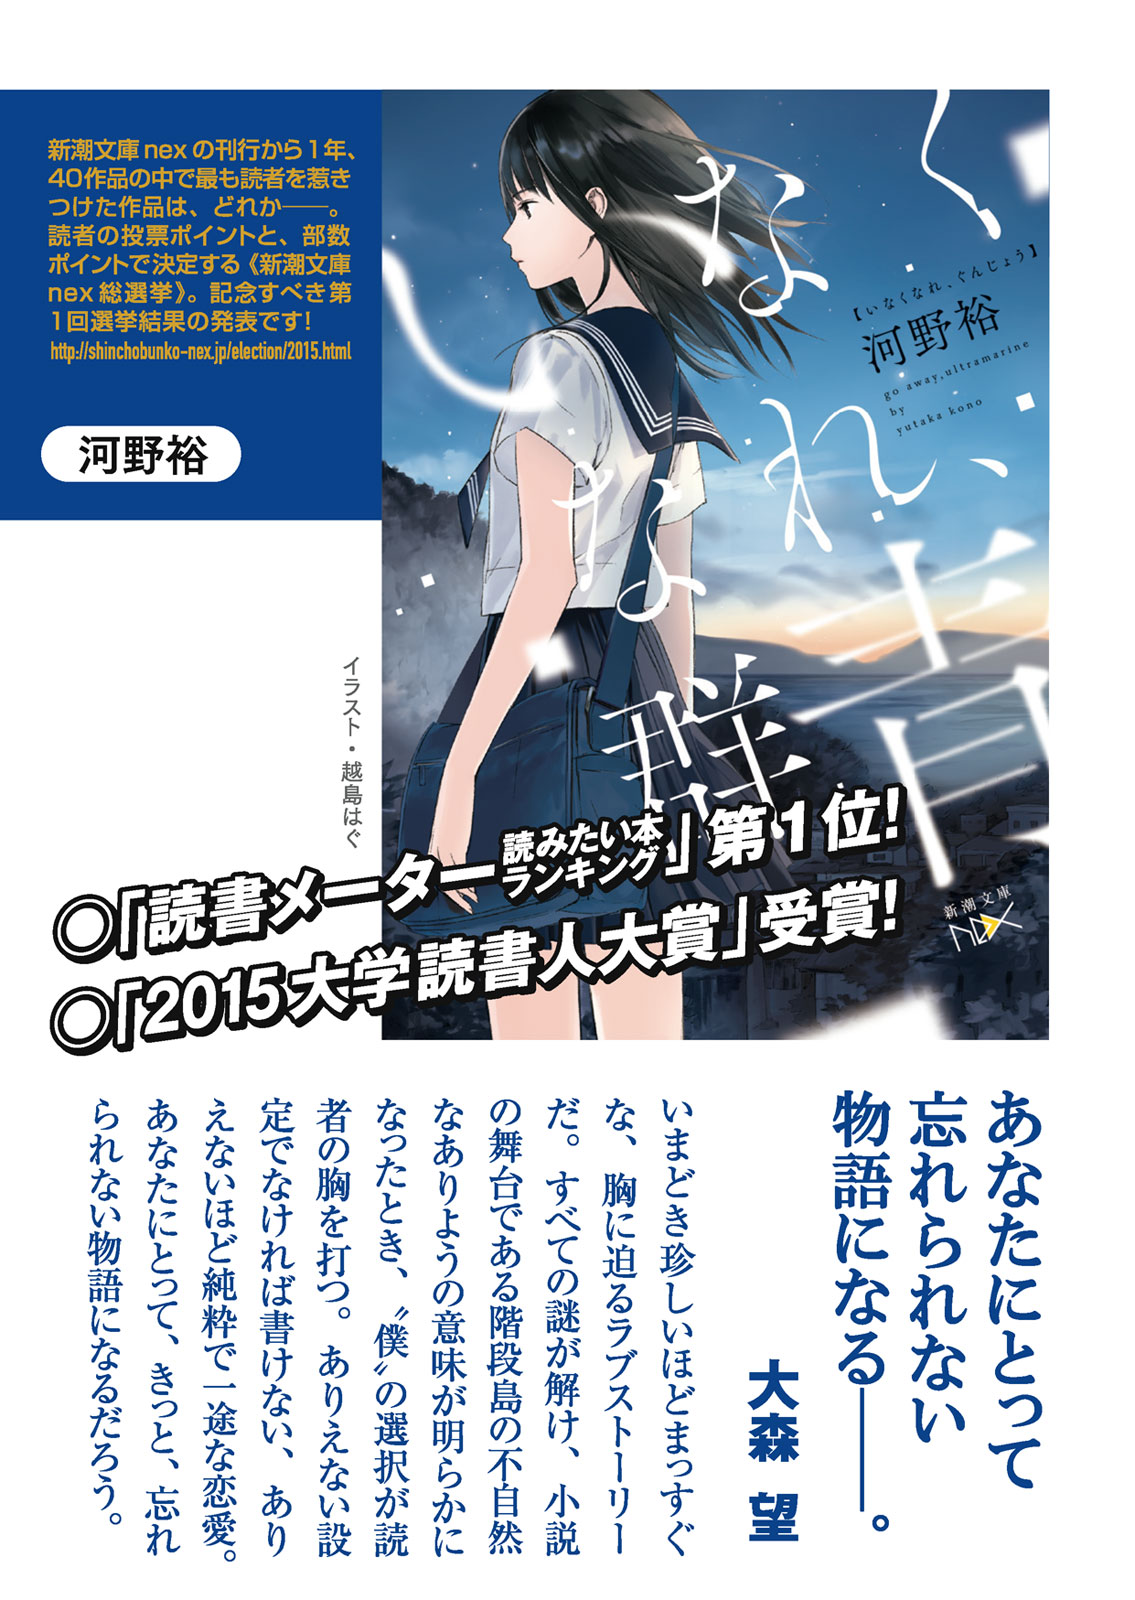 新潮文庫nexの刊行から1年、
40作品の中で最も読者を惹き
つけた作品は、どれか――。
読者の投票ポイントと、部数
ポイントで決定する《新潮文庫
nex総選挙》。記念すべき第
1回選挙結果の発表です!
http://shinchobunko-nex.jp/election/2015.html
河野裕
いなくなれ、群青
【いなくなれ、ぐんじょう】
河野裕
go away,ultramarine
by
yutaka kono
新潮文庫
nex
イラスト・越島はぐ
◎「読書メーター読みたい本ランキング」第1位!
◎「2015大学読書人大賞」受賞!
あなたにとって
忘れられない
物語になる――。
大森 望
いまどき珍しいほどまっすぐ
な、胸に迫るラブストーリー
だ。すべての謎が解け、小説
の舞台である階段島の不自然
なありようの意味が明らかに
なったとき、〝僕〟の選択が読
者の胸を打つ。ありえない設
定でなければ書けない、あり
えないほど純粋で一途な恋愛。
あなたにとって、きっと、忘れ
られない物語になるだろう。